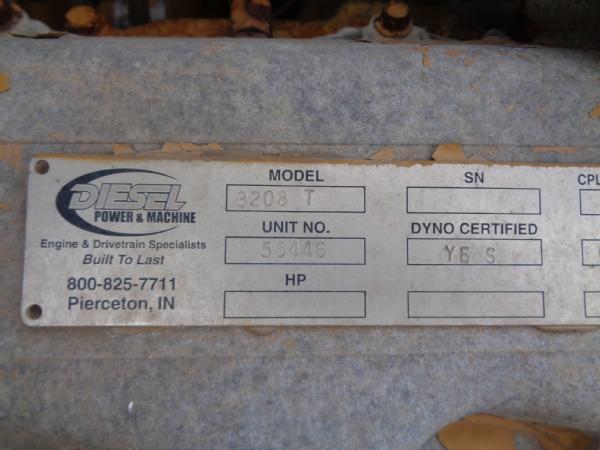 DIESEL
POWER & MACHINE
Engine & Drivetrain Specialists
Built To Last
800-825-7711
Pierceton, IN
MODEL
3208 T
UNIT NO.
55446
HP
SN
DYNO CERTIFIED
YES
CPL